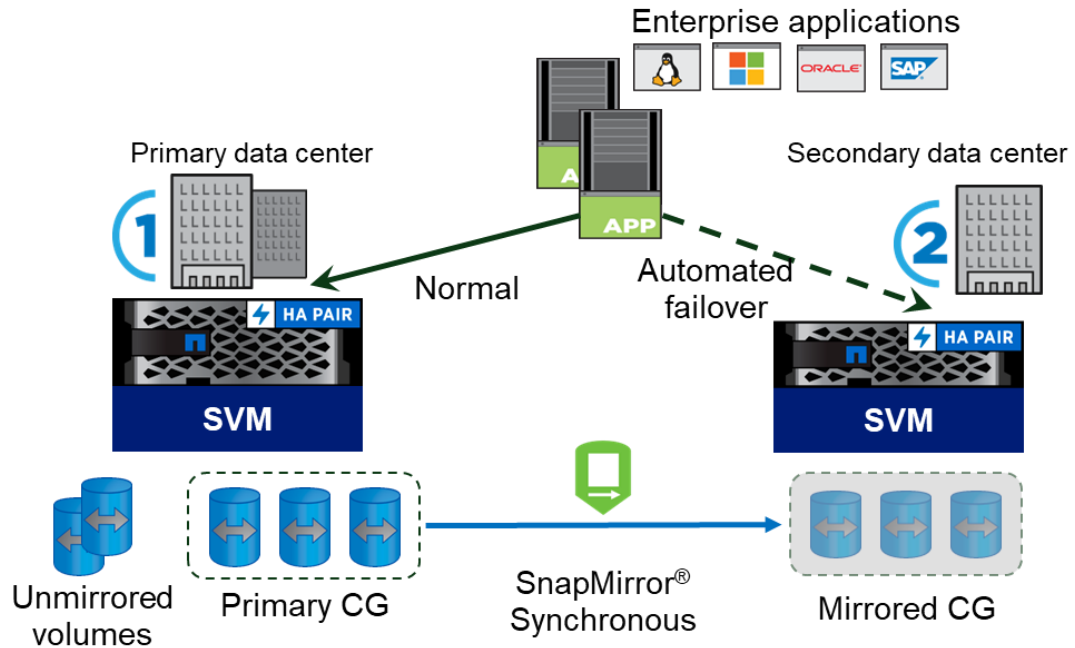 Enterprise applications
ORACLE®
SAP
Primary data center
Secondary data center
1
A
APP
2
Normal
Automated
failover
HA PAIR
HA PAIR
SVM
SVM
Unmirrored
volumes
Primary CG
SnapMirror®
Synchronous
Mirrored CG